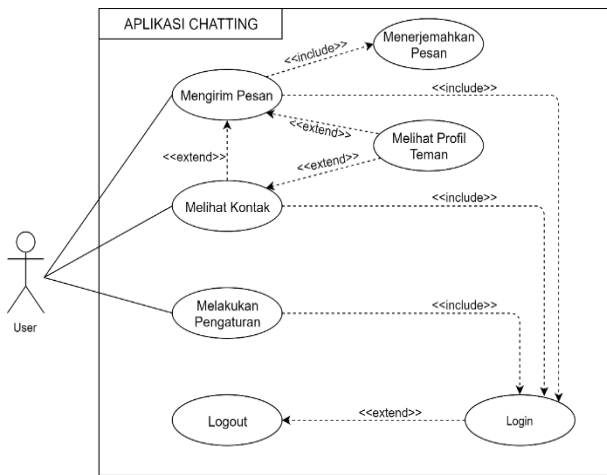 APLIKASI CHATTING
Menerjemahkan
Pesan
<<include>>
Mengirim Pesan
<<include>>
<<extend>>
Melihat Profil
Teman
<<extend>>
<<extend>>
Melihat Kontak
<<include>>
User
Melakukan
Pengaturan
<<include>>
Logout
<<extend>>
Login